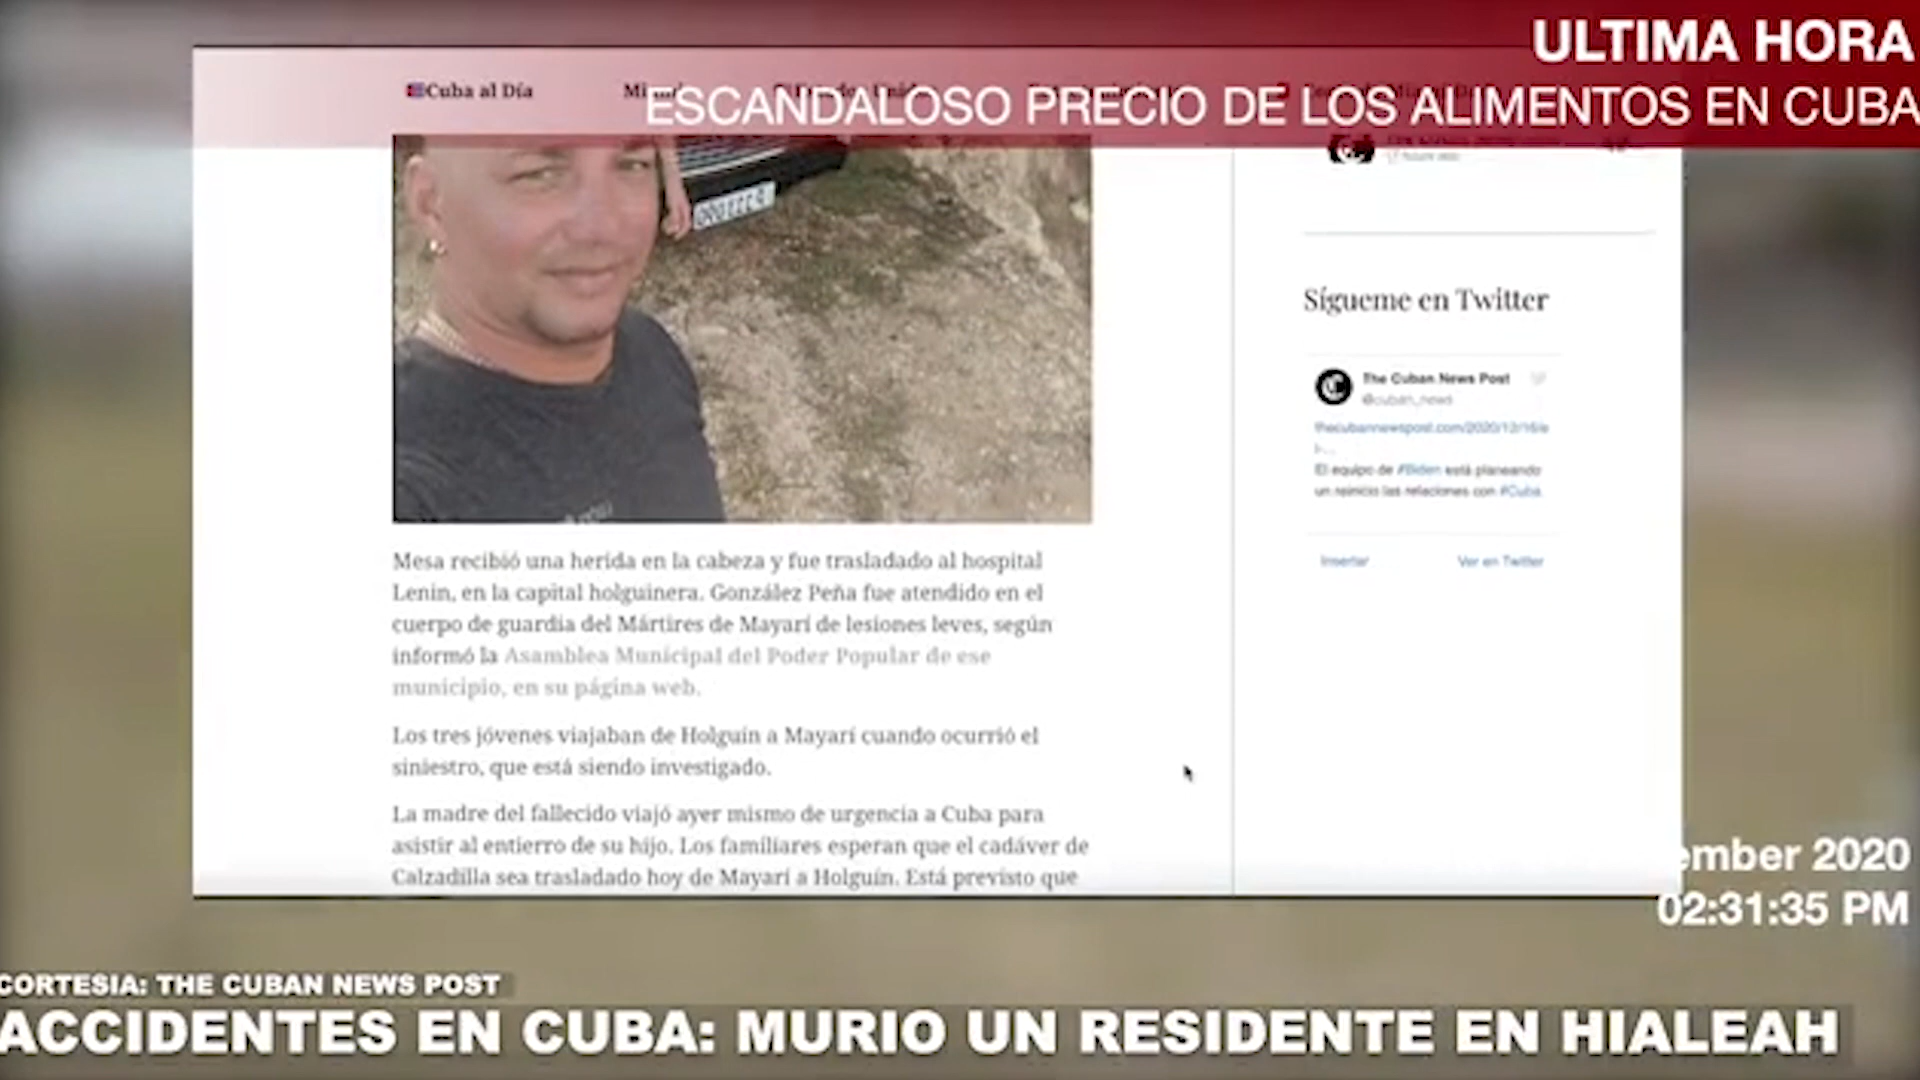 ULTIMA HORA
ESCANDALOSO PRECIO DE LOS ALIMENTOS EN CUBA
Cuba al Día
Sígueme en Twitter
The Cuban News Post
@cuban_news
thecubannewspost.com/2020/12/16/e
El equipo de #Biden está planeando
un reinicio las relaciones con #Cuba.
Insertar
Ver en Twitter
Mesa recibió una herida en la cabeza y fue trasladado al hospital
Lenin, en la capital holguinera. González Peña fue atendido en el
cuerpo de guardia del Mártires de Mayarí de lesiones leves, según
informó la Asamblea Municipal del Poder Popular de ese
municipio, en su página web.
Los tres jóvenes viajaban de Holguín a Mayarí cuando ocurrió el
siniestro, que está siendo investigado.
La madre del fallecido viajó ayer mismo de urgencia a Cuba para
asistir al entierro de su hijo. Los familiares esperan que el cadáver de
Calzadilla sea trasladado hoy de Mayarí a Holguín. Está previsto que
ember 2020
02:31:35 PM
CORTESIA: THE CUBAN NEWS POST
ACCIDENTES EN CUBA: MURIO UN RESIDENTE EN HIALEAH